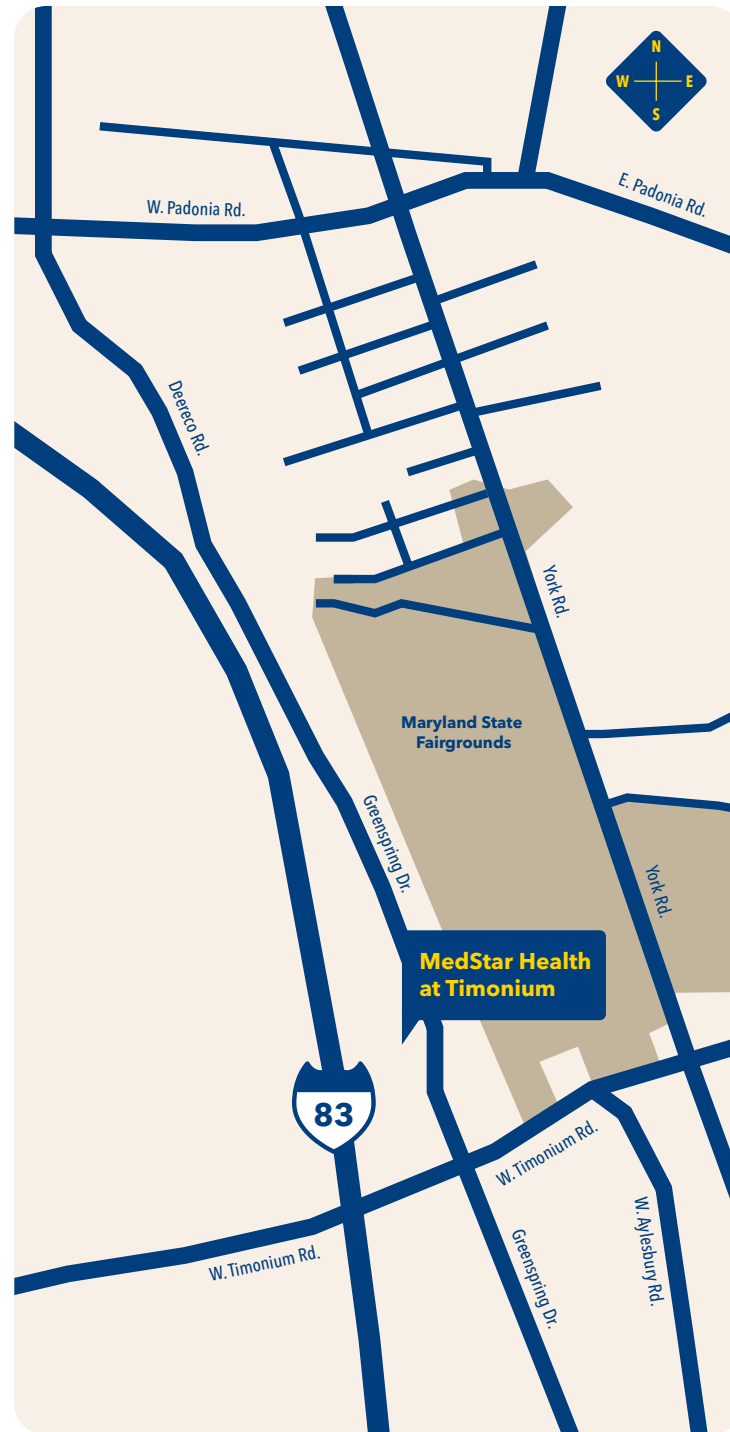 N
W E
S
E. Padonia Rd.
W. Padonia Rd.
Deereco Rd.
York Rd.
Maryland State
Fairgrounds
Greenspring Dr.
York Rd.
MedStar Health
at Timonium
83
W. Timonium Rd.
W. Timonium Rd.
Greenspring Dr.
W. Aylesbury Rd.